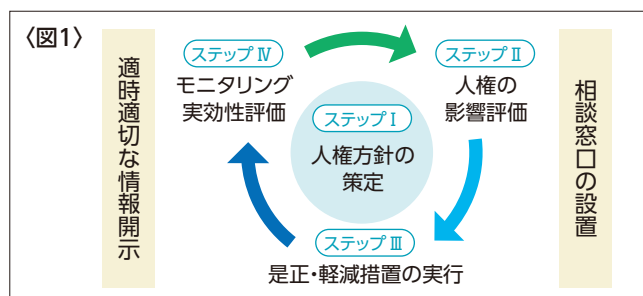 〈図1〉
適時適切な情報開示
ステップⅣ
モニタリング
実効性評価
ステップⅡ
人権の
影響評価
ステップⅠ
人権方針の
策定
ステップⅢ
是正・軽減措置の実行
相談窓口の設置